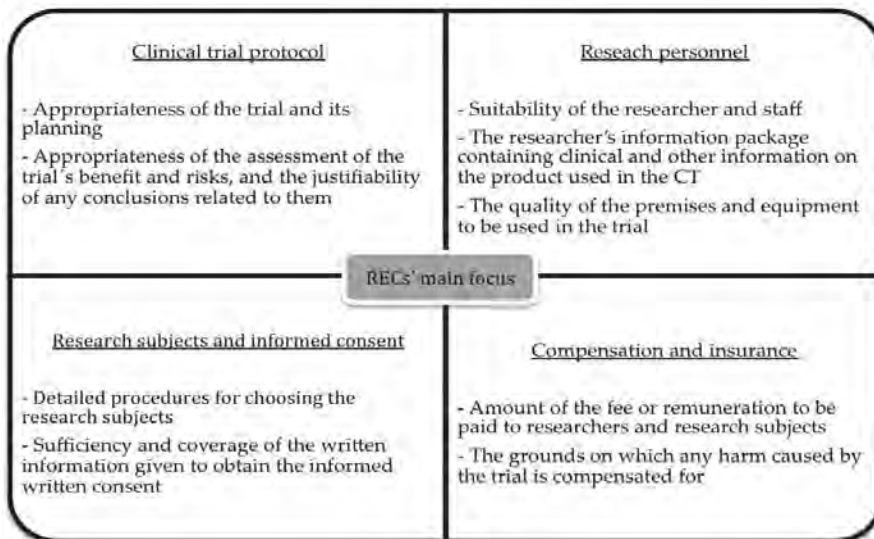 Clinical trial protocol
- Appropriateness of the trial and its
planning
- Appropriateness of the assessment of the
trial´s benefit and risks, and the justifiability
of any conclusions related to them
Reseach personnel
- Suitability of the researcher and staff
- The researcher's information package
containing clinical and other information on
the product used in the CT
- The quality of the premises and equipment
to be used in the trial
RECs' main focus
Research subjects and informed consent
- Detailed procedures for choosing the
research subjects
- Sufficiency and coverage of the written
information given to obtain the informed
written consent
Compensation and insurance
- Amount of the fee or remuneration to be
paid to researchers and research subjects
- The grounds on which any harm caused by
the trial is compensated for